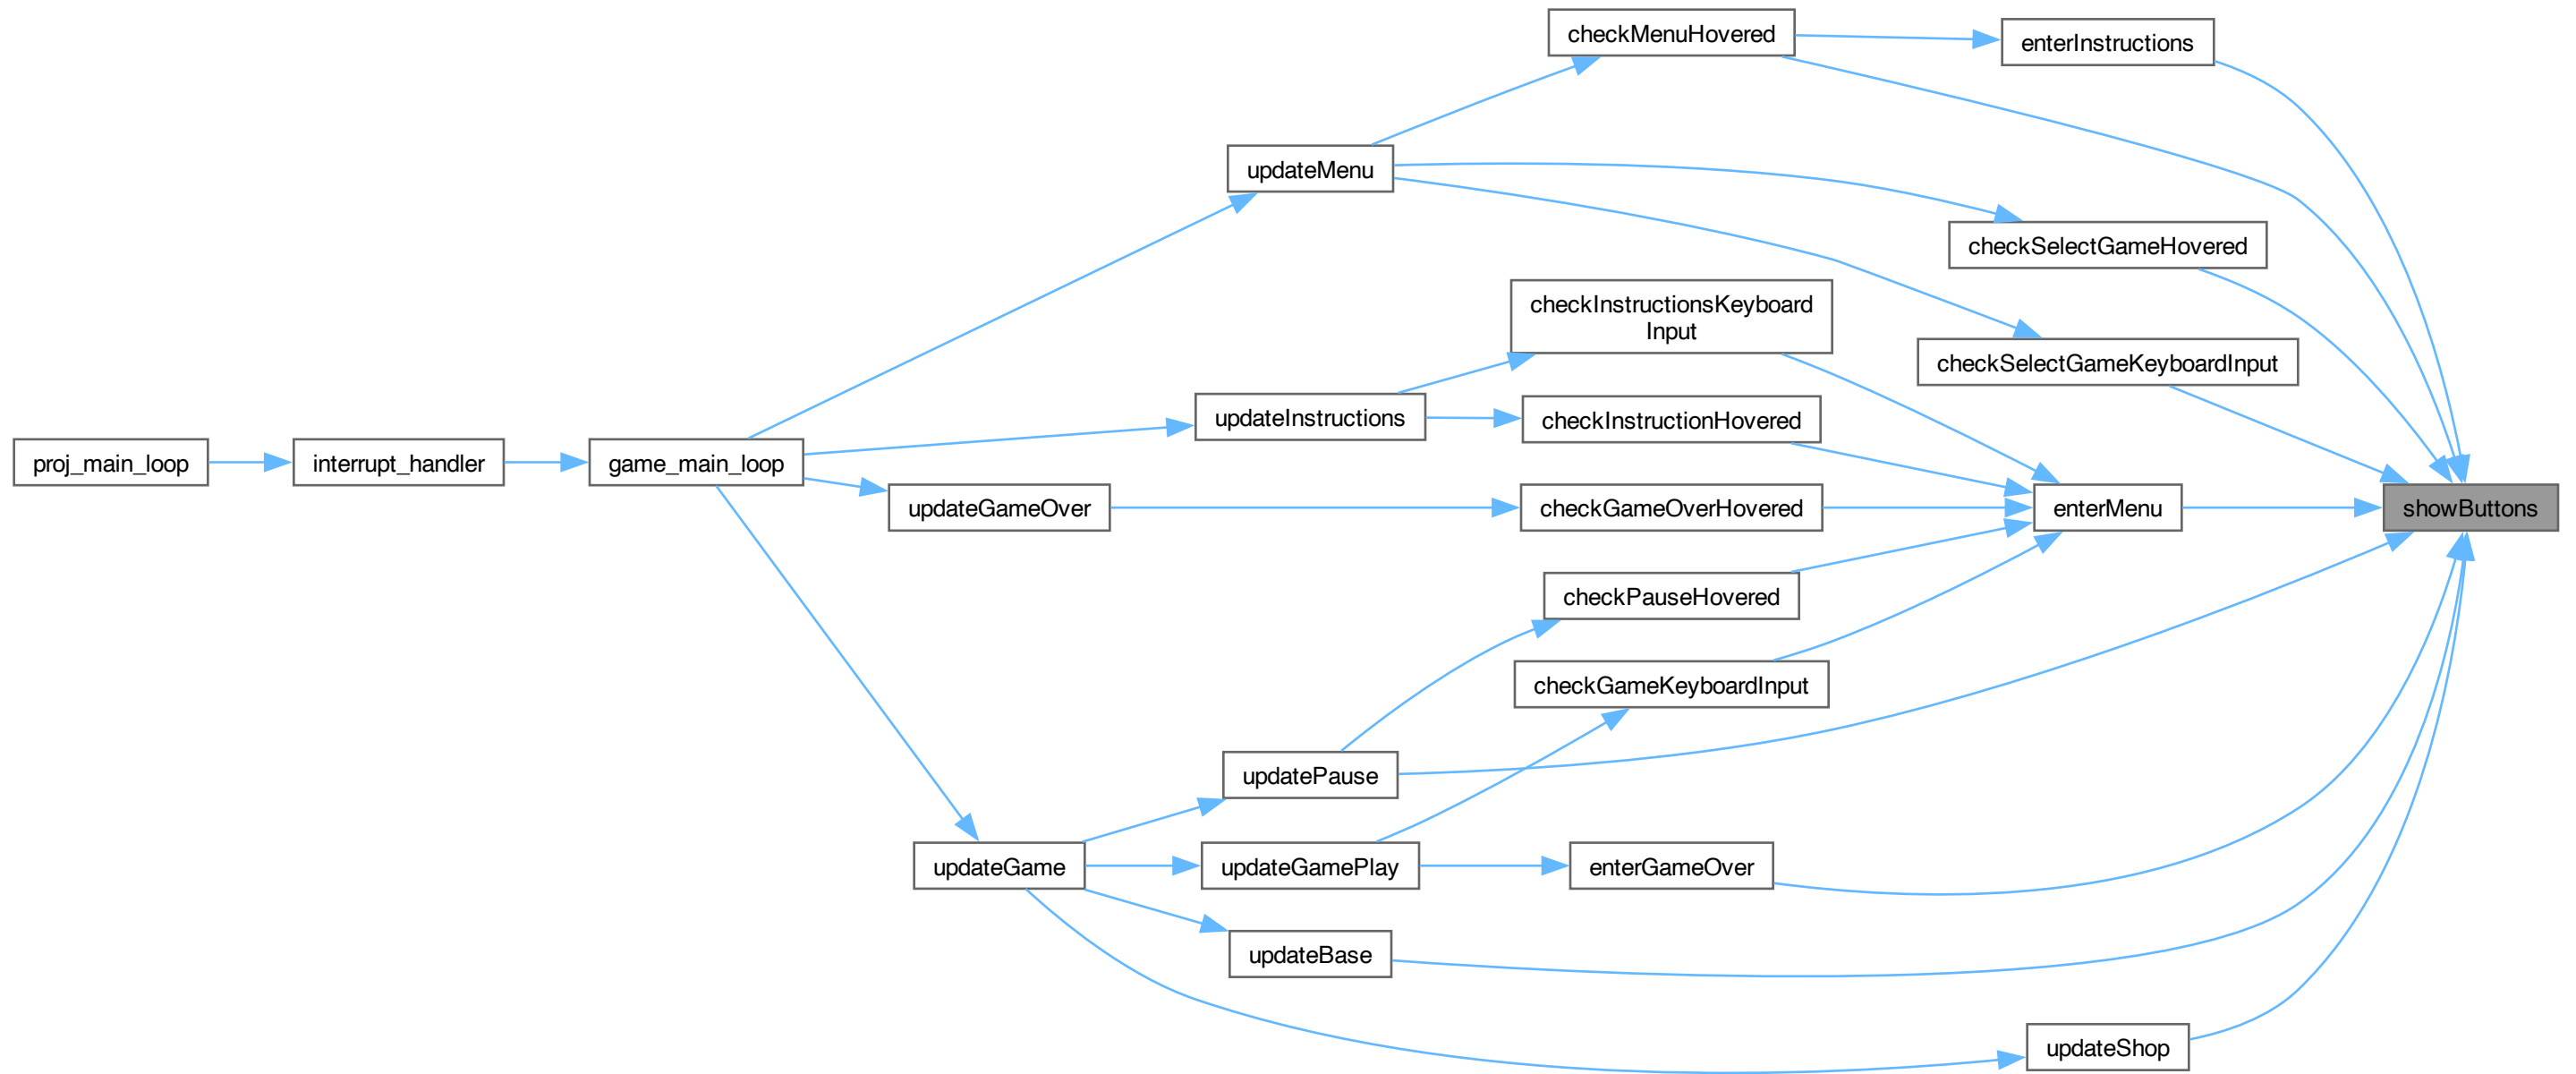 checkMenuHovered
enterInstructions
updateMenu
checkSelectGameHovered
checkInstructionsKeyboard
Input
checkSelectGameKeyboardInput
updateInstructions
checkInstructionHovered
proj_main_loop
interrupt_handler
game_main_loop
updateGameOver
checkGameOverHovered
enterMenu
showButtons
checkPauseHovered
checkGameKeyboardInput
updatePause
updateGame
updateGamePlay
enterGameOver
updateBase
updateShop